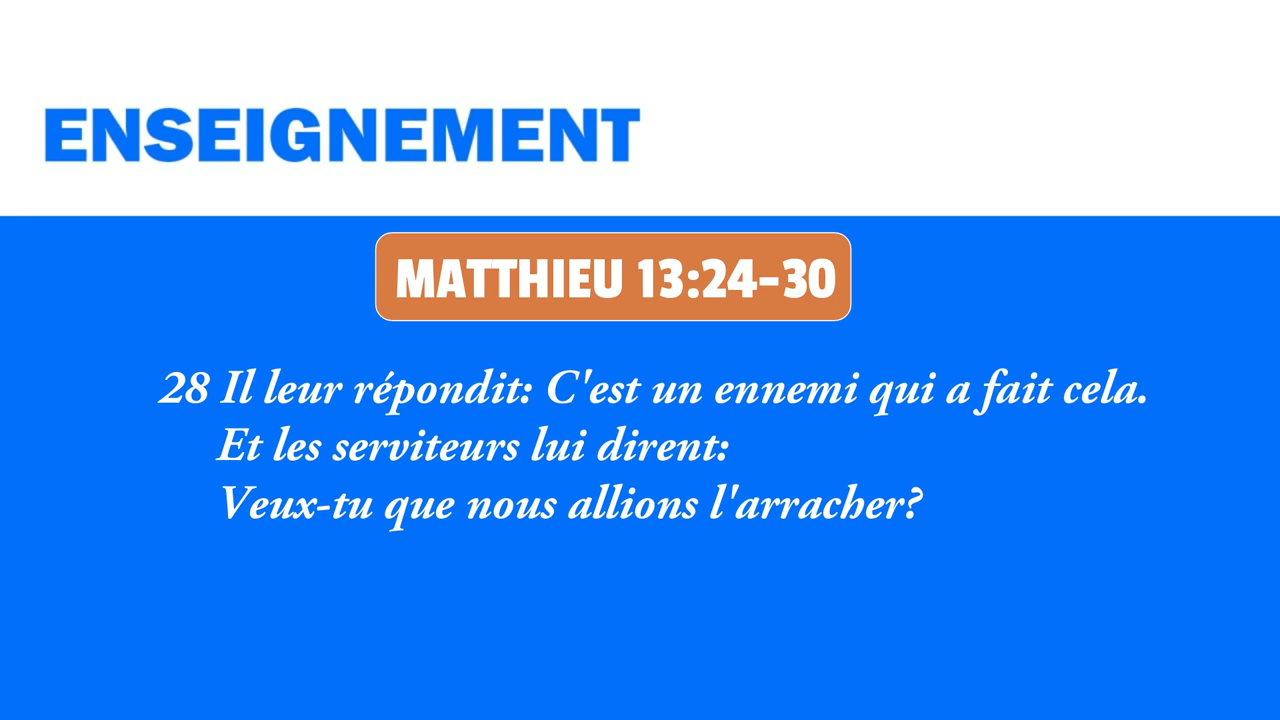 ENSEIGNEMENT
MATTHIEU 13:24-30
28 Il leur répondit: C'est un ennemi qui a fait cela.
Et les serviteurs lui dirent:
Veux-tu que nous allions l'arracher?